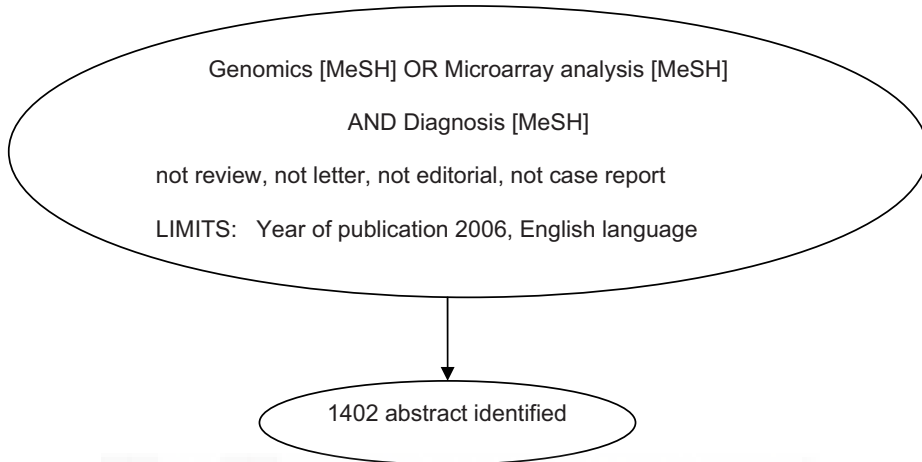 Genomics [MeSH] OR Microarray analysis [MeSH]
AND Diagnosis [MeSH]
not review, not letter, not editorial, not case report
LIMITS:   Year of publication 2006, English language
1402 abstract identified